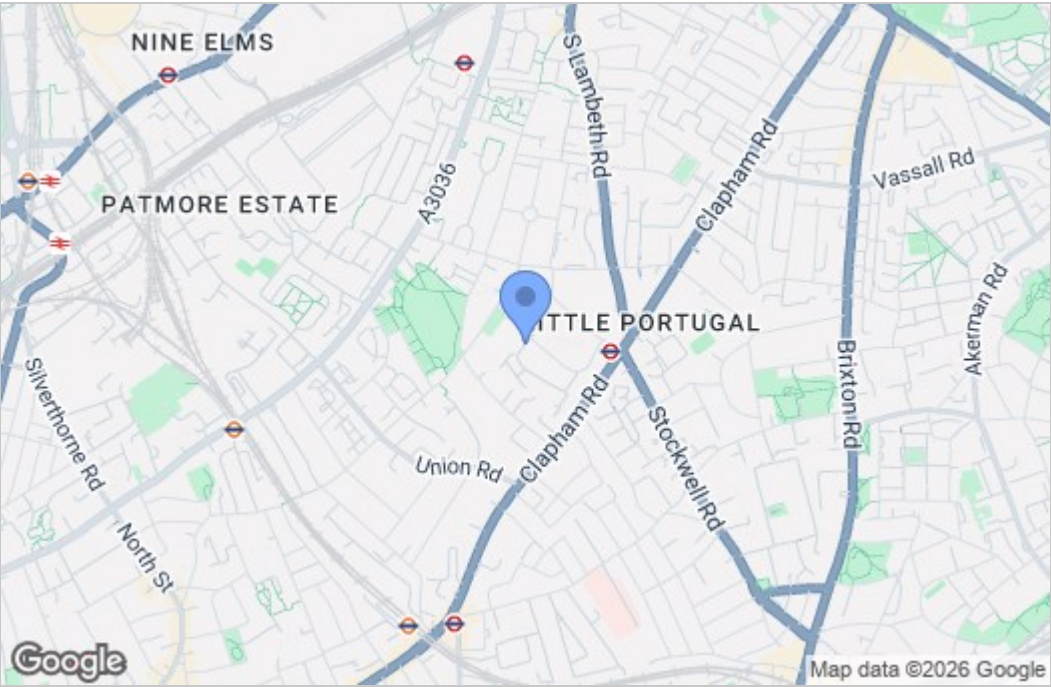 NINE ELMS
S Lambeth Rd
Clapham Rd
Vassall Rd
A3036
PATMORE ESTATE
Akerman Rd
ITTLE PORTUGAL
Silverthorne Rd
Brixton Rd
Clapham Rd
Stockwell Rd
Union Rd
North St
Google
Map data ©2026 Google